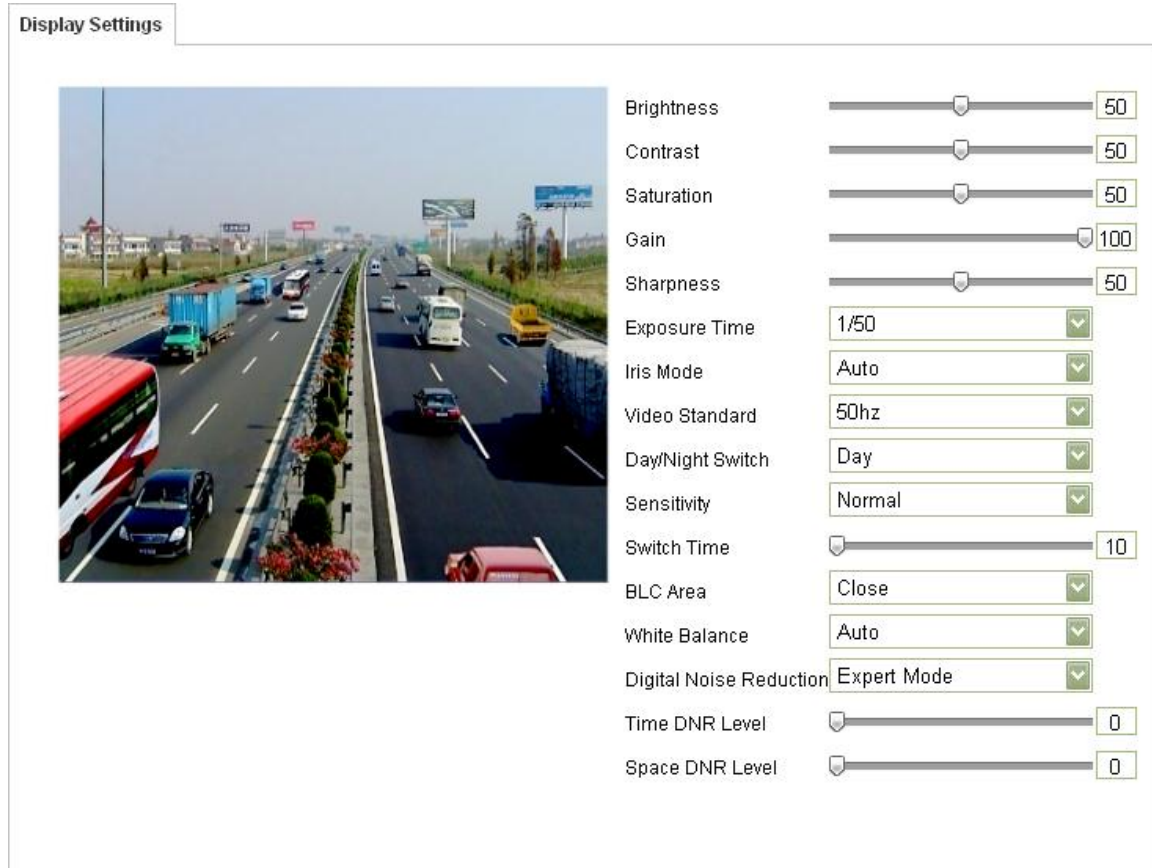 Display Settings
Brightness 50
Contrast 50
Saturation 50
Gain 100
Sharpness 50
Exposure Time 1/50
Iris Mode Auto
Video Standard 50hz
Day/Night Switch Day
Sensitivity Normal
Switch Time 10
BLC Area Close
White Balance Auto
Digital Noise Reduction Expert Mode
Time DNR Level 0
Space DNR Level 0